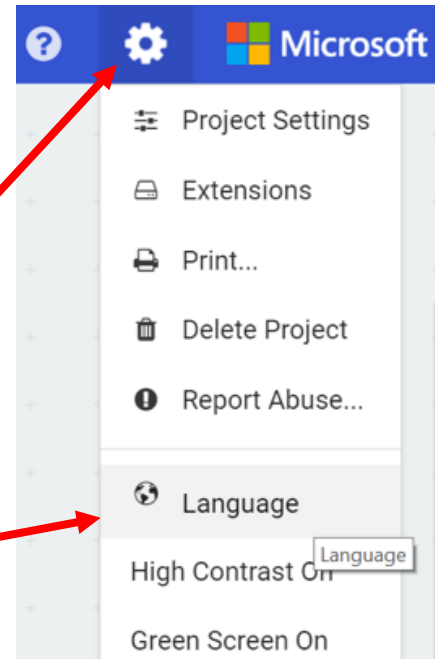 ? Microsoft
Project Settings
Extensions
Print...
Delete Project
Report Abuse...
Language
Language
High Contrast On
Green Screen On